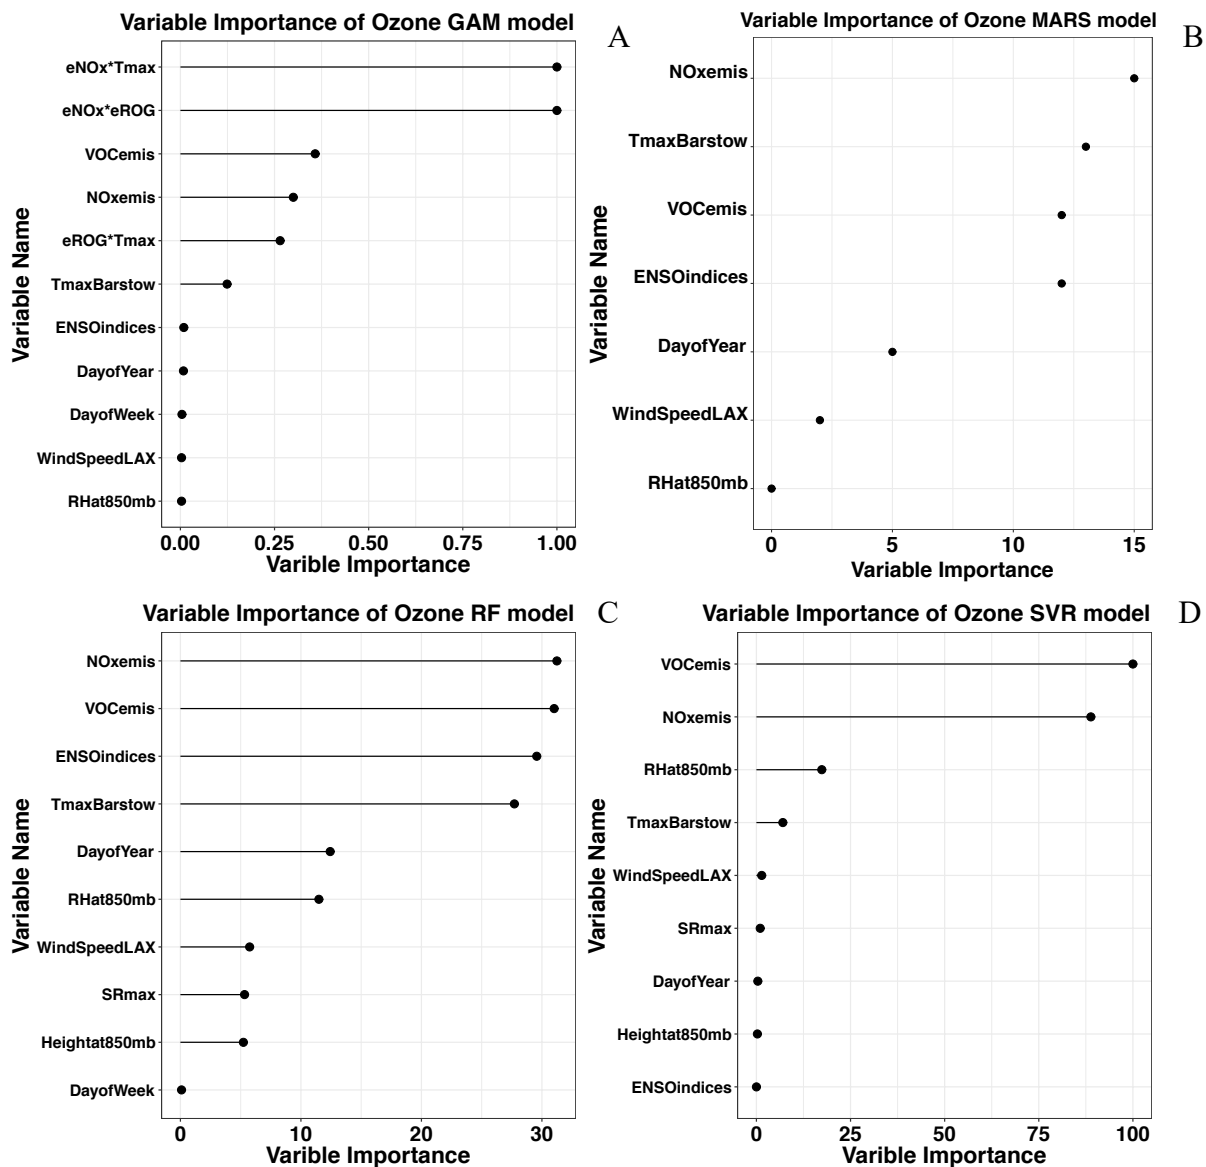 Variable Importance of Ozone GAM model
A
Variable Name
eNOx*Tmax
eNOx*eROG
VOCemis
NOxemis
eROG*Tmax
TmaxBarstow
ENSOindices
DayofYear
DayofWeek
WindSpeedLAX
RHat850mb
0.00 0.25 0.50 0.75 1.00
Varible Importance
Variable Importance of Ozone MARS model
B
Variable Name
NOxemis
TmaxBarstow
VOCemis
ENSOindices
DayofYear
WindSpeedLAX
RHat850mb
0 5 10 15
Variable Importance
Variable Importance of Ozone RF model
C
Variable Name
NOxemis
VOCemis
ENSOindices
TmaxBarstow
DayofYear
RHat850mb
WindSpeedLAX
SRmax
Heightat850mb
DayofWeek
0 10 20 30
Varible Importance
Variable Importance of Ozone SVR model
D
Variable Name
VOCemis
NOxemis
RHat850mb
TmaxBarstow
WindSpeedLAX
SRmax
DayofYear
Heightat850mb
ENSOindices
0 25 50 75 100
Varible Importance